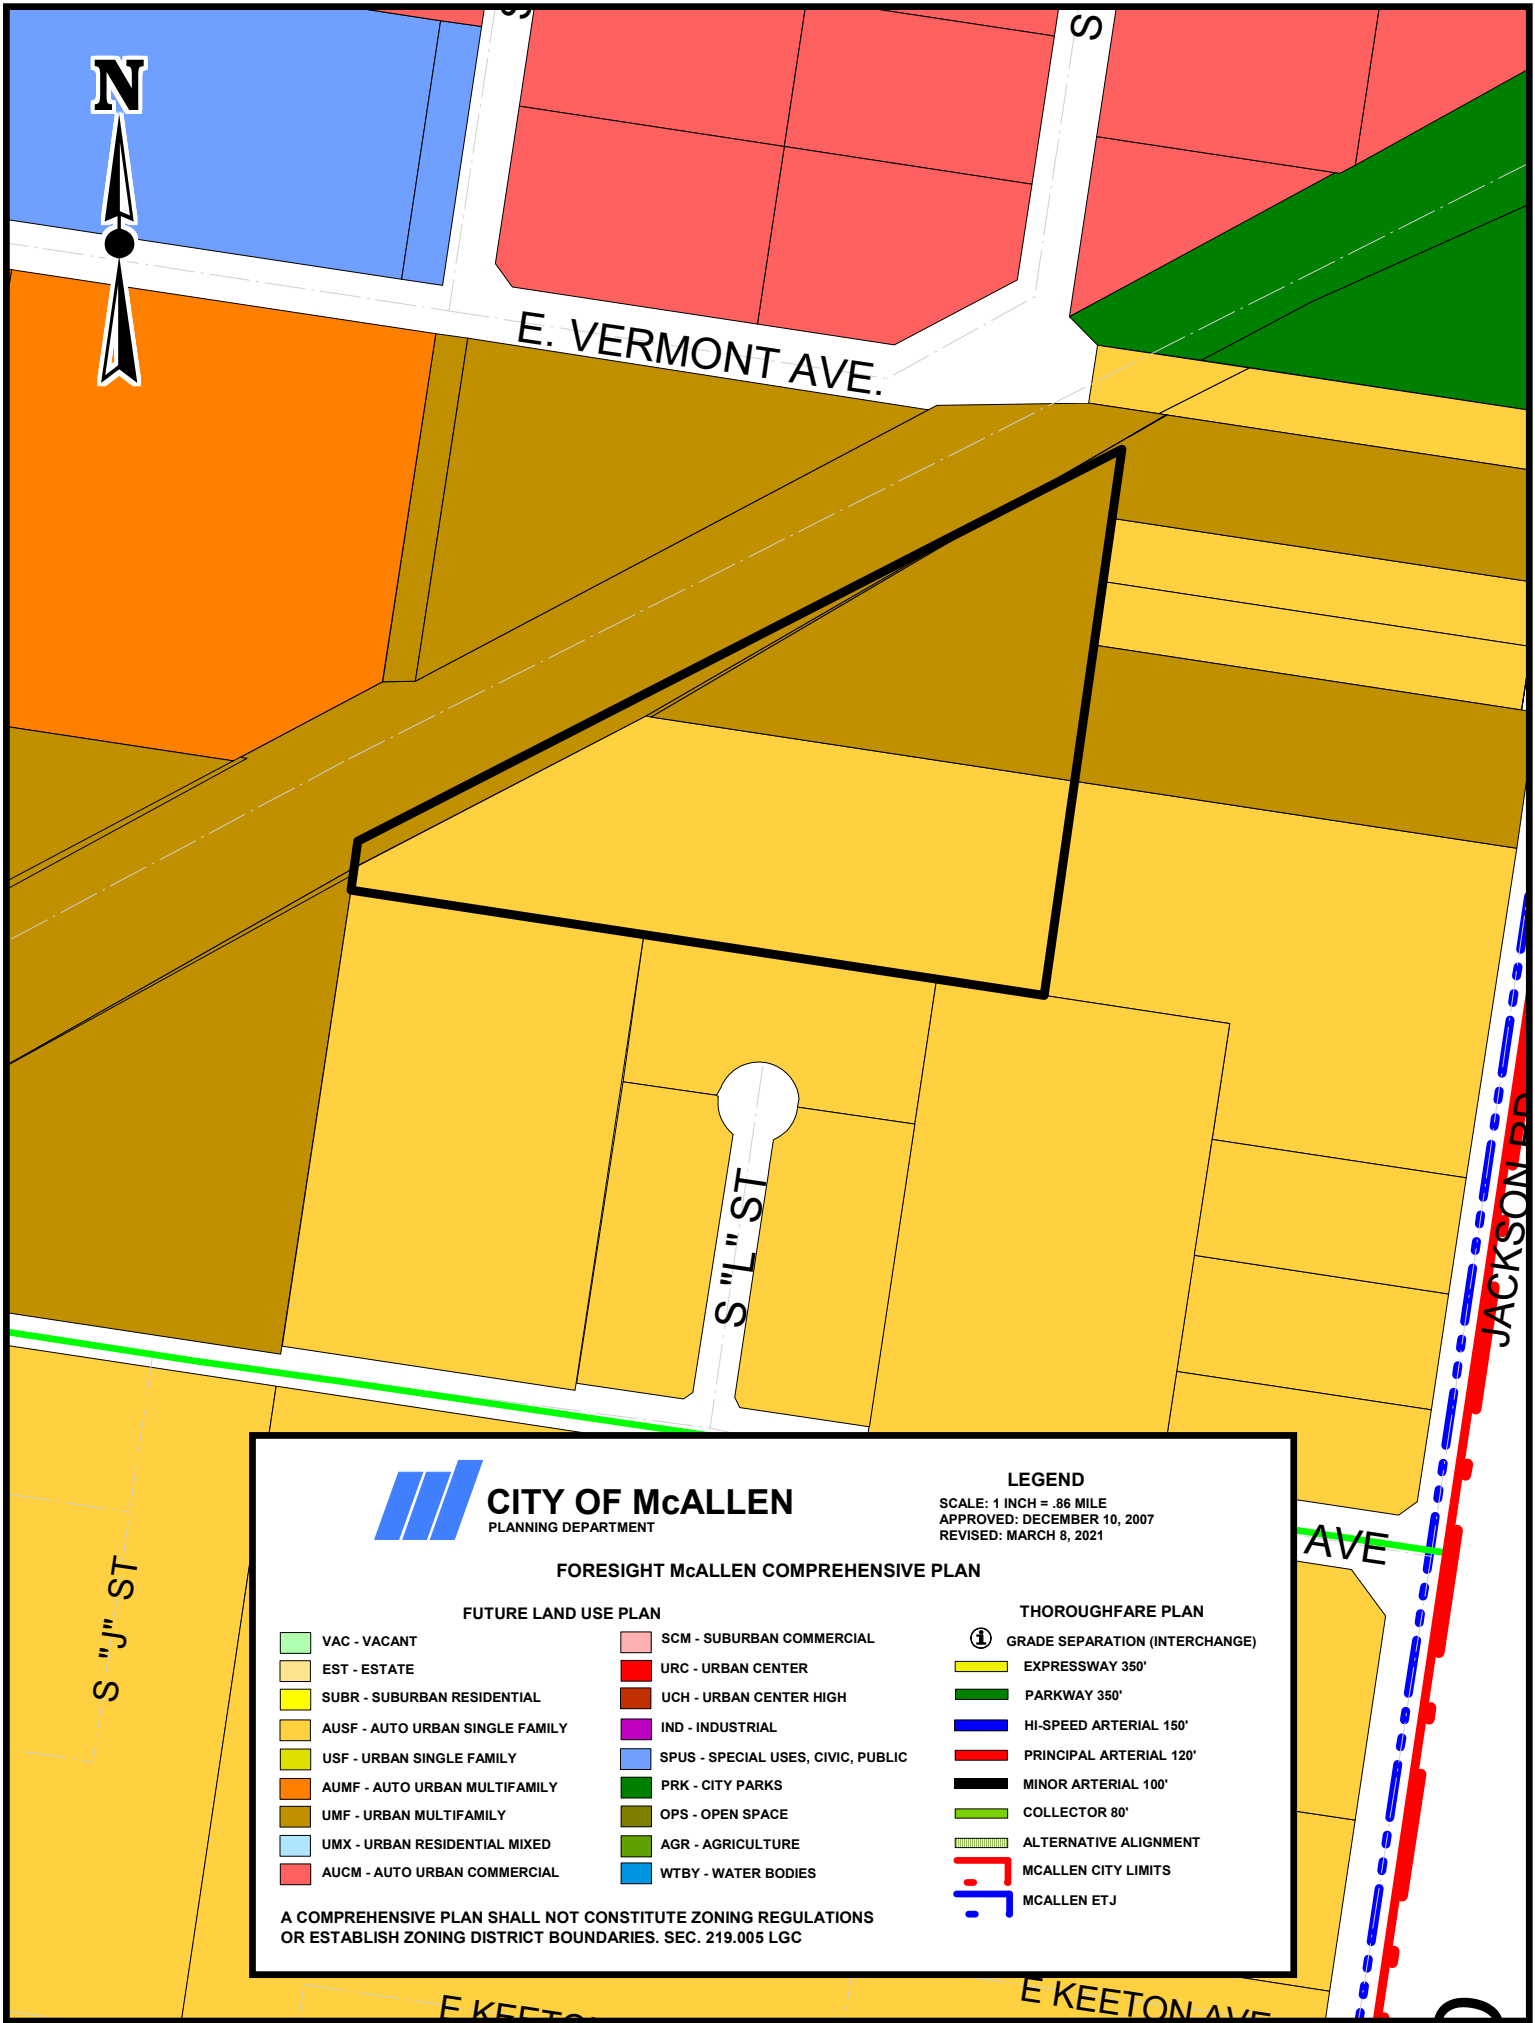 S
S
N
E. VERMONT AVE.
S "L" ST
JACKSON RD
AVE
S "J" ST
CITY OF McALLEN
PLANNING DEPARTMENT
LEGEND
SCALE: 1 INCH = .86 MILE
APPROVED: DECEMBER 10, 2007
REVISED: MARCH 8, 2021
FORESIGHT McALLEN COMPREHENSIVE PLAN
FUTURE LAND USE PLAN
VAC - VACANT
EST - ESTATE
SUBR - SUBURBAN RESIDENTIAL
AUSF - AUTO URBAN SINGLE FAMILY
USF - URBAN SINGLE FAMILY
AUMF - AUTO URBAN MULTIFAMILY
UMF - URBAN MULTIFAMILY
UMX - URBAN RESIDENTIAL MIXED
AUCM - AUTO URBAN COMMERCIAL
SCM - SUBURBAN COMMERCIAL
URC - URBAN CENTER
UCH - URBAN CENTER HIGH
IND - INDUSTRIAL
SPUS - SPECIAL USES, CIVIC, PUBLIC
PRK - CITY PARKS
OPS - OPEN SPACE
AGR - AGRICULTURE
WTBY - WATER BODIES
THOROUGHFARE PLAN
GRADE SEPARATION (INTERCHANGE)
EXPRESSWAY 350'
PARKWAY 350'
HI-SPEED ARTERIAL 150'
PRINCIPAL ARTERIAL 120'
MINOR ARTERIAL 100'
COLLECTOR 80'
ALTERNATIVE ALIGNMENT
MCALLEN CITY LIMITS
MCALLEN ETJ
A COMPREHENSIVE PLAN SHALL NOT CONSTITUTE ZONING REGULATIONS
OR ESTABLISH ZONING DISTRICT BOUNDARIES. SEC. 219.005 LGC
E KEETON AVE